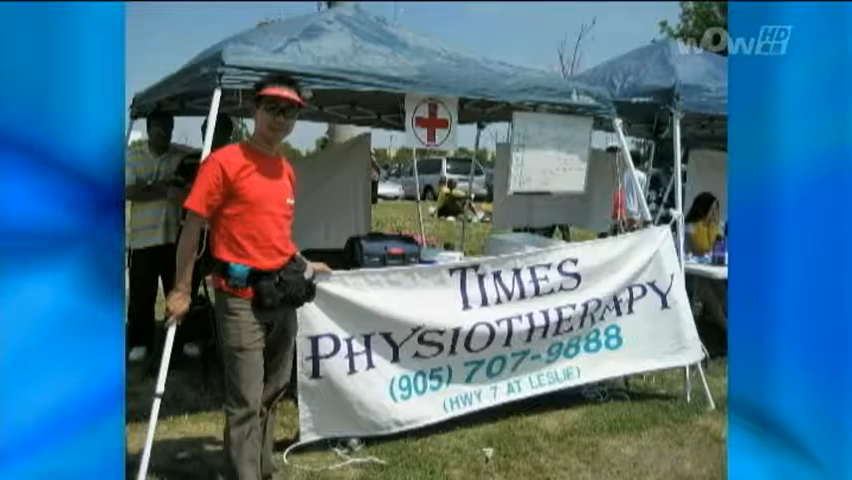 wow HD
TIMES
PHYSIOTHERAPY
(905) 707-9888
(HWY 7 AT LESLIE)